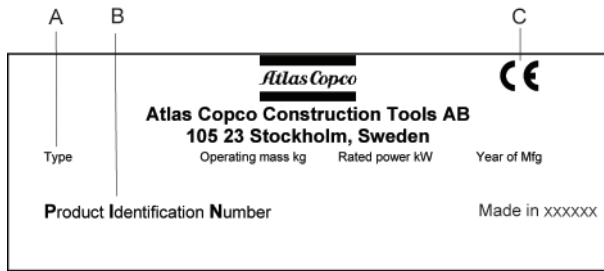 A B C
Atlas Copco
CE
Atlas Copco Construction Tools AB
105 23 Stockholm, Sweden
Type Operating mass kg Rated power kW Year of Mfg
Product Identification Number Made in xxxxxx